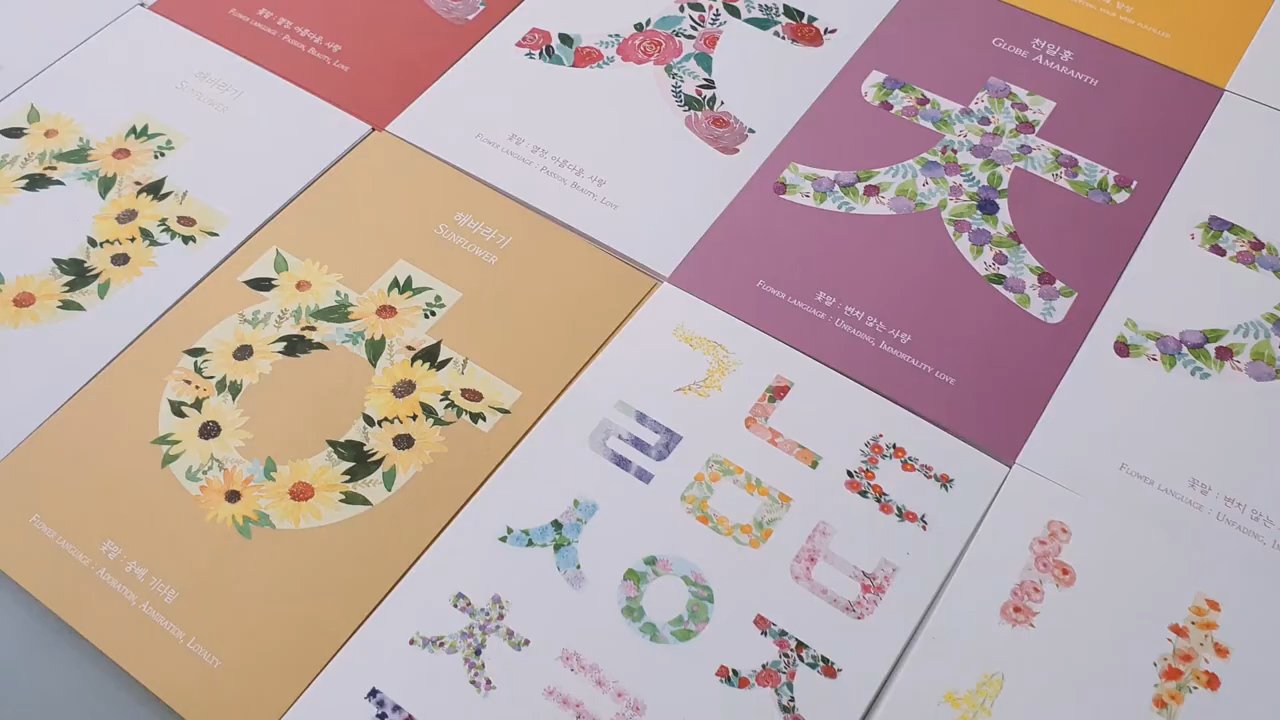 꽃말 : 열정, 아름다움, 사랑
Flower language : Passion, Beauty, Love
해바라기
Sunflower
꽃말 : 열정, 아름다움, 사랑
Flower language : Passion, Beauty, Love
천일홍
Globe Amaranth
ㅊ
꽃말 : 변치 않는 사랑
Flower language : Unfading, Immortality love
해바라기
Sunflower
ㅎ
꽃말 : 숭배, 기다림
Flower language : Adoration, Admiration, Loyalty
ㅈ
꽃말 : 변치 않는
Flower language : Unfading,
ㄱ ㄴ ㄷ
ㄹ ㅁ ㅂ
ㅅ ㅇ ㅈ
ㅊ ㅋ ㅌ